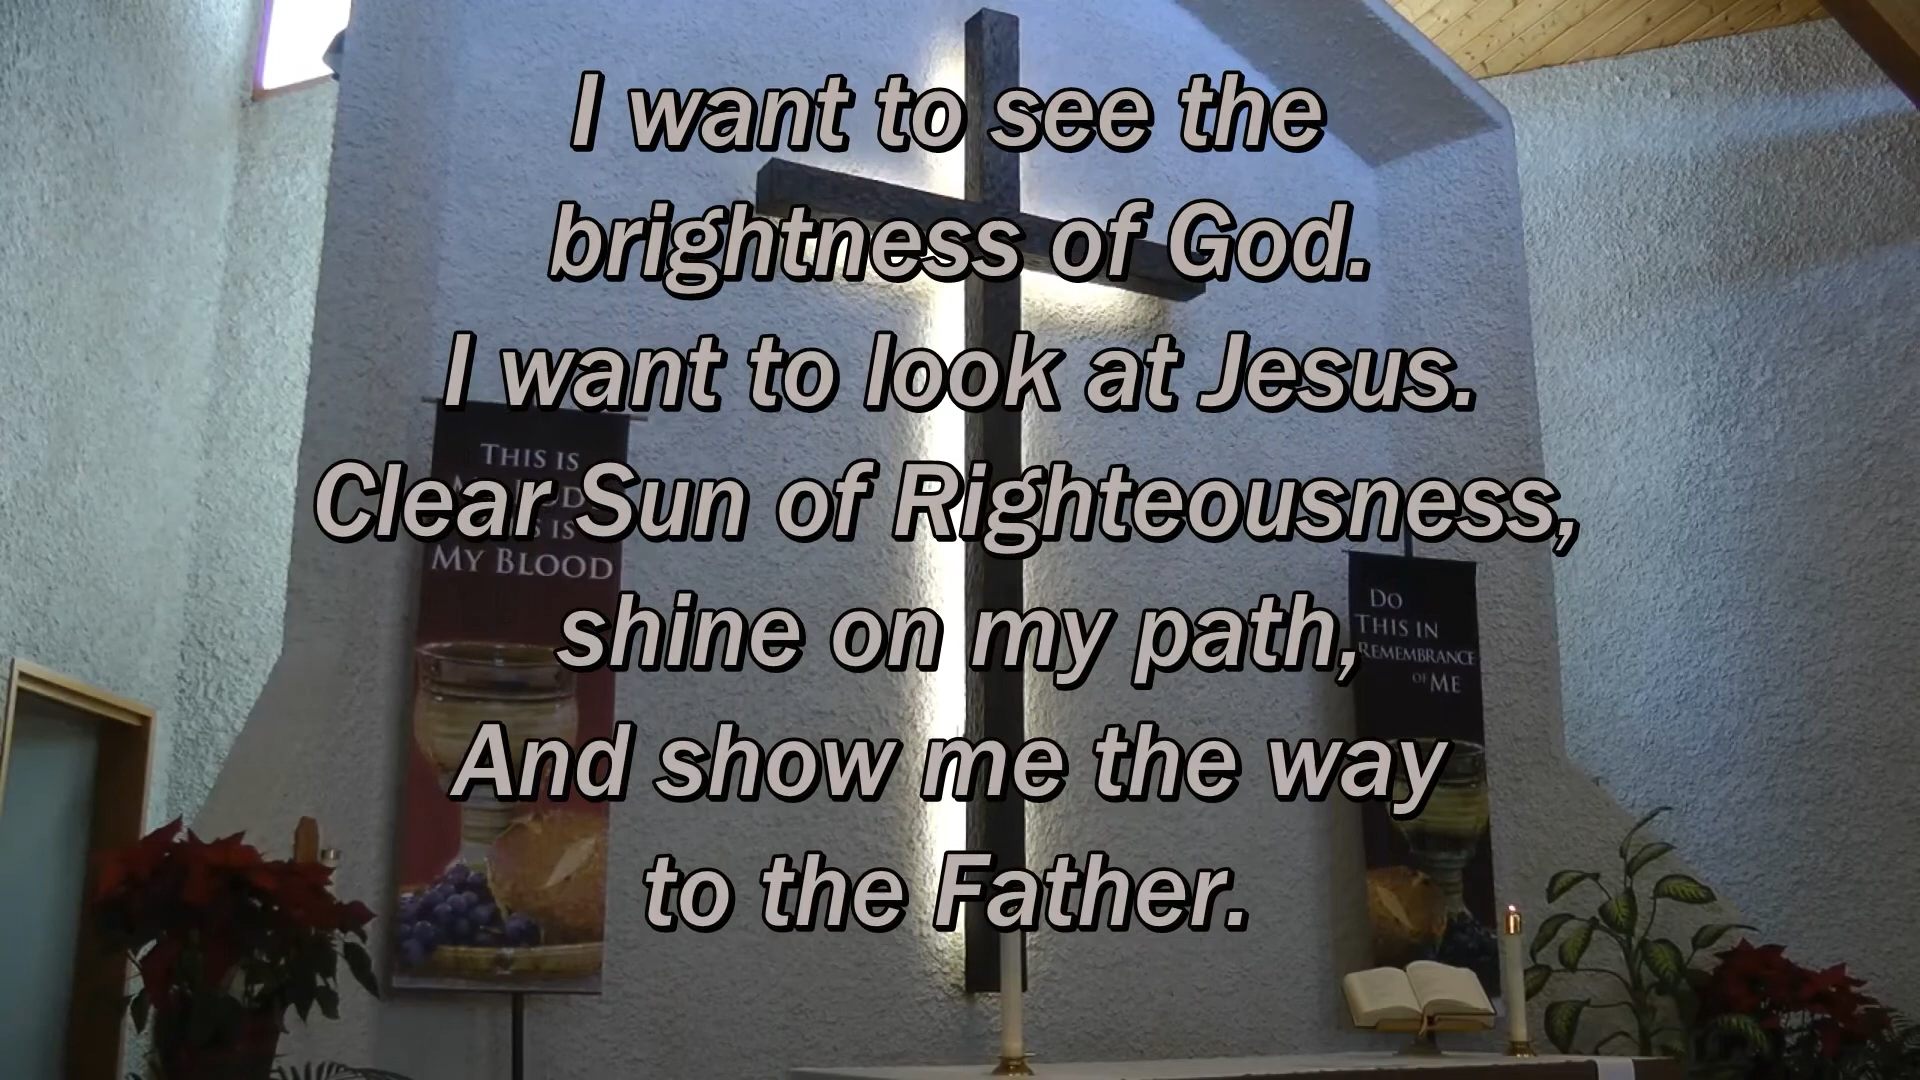 I want to see the
brightness of God.
I want to look at Jesus.
Clear Sun of Righteousness,
shine on my path,
And show me the way
to the Father.
THIS IS
IS
MY BLOOD
DO
THIS IN
REMEMBRANCE
OF ME